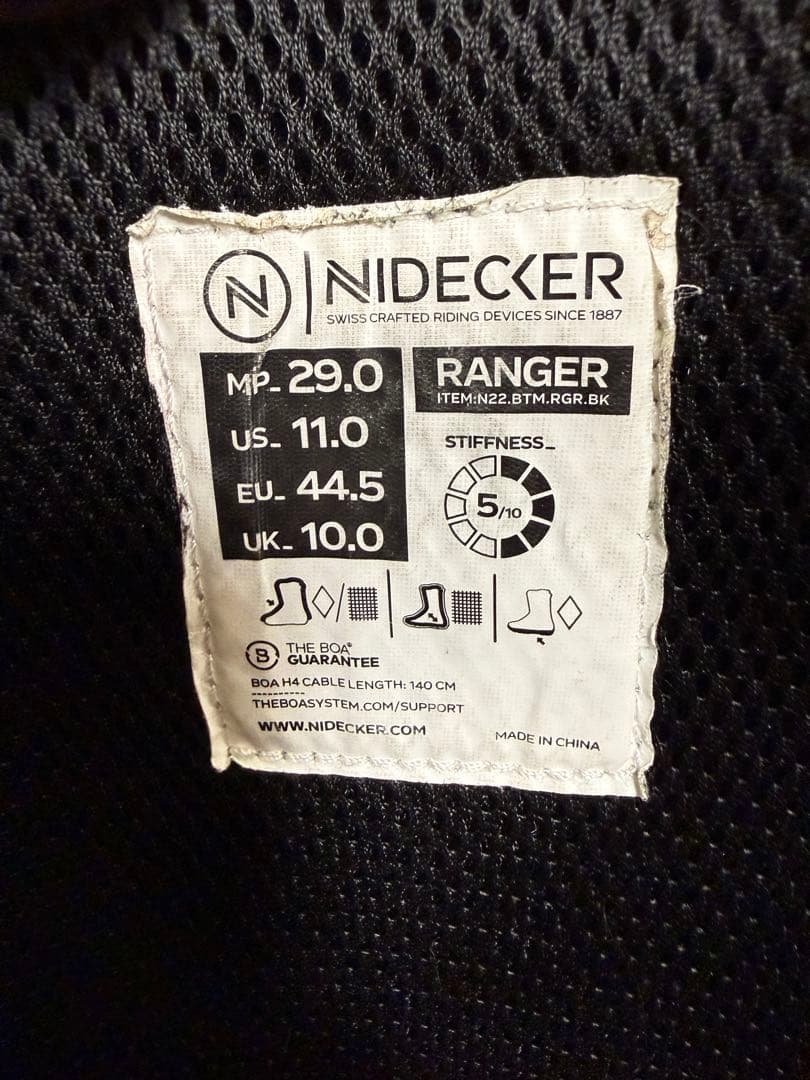 N | NIDECKER
SWISS CRAFTED RIDING DEVICES SINCE 1887
MP_ 29.0
US_ 11.0
EU_ 44.5
UK_ 10.0
RANGER
ITEM:N22.BTM.RGR.BK
STIFFNESS_
5/10
B THE BOA®
GUARANTEE
BOA H4 CABLE LENGTH: 140 CM
----------
THEBOASYSTEM.COM/SUPPORT
WWW.NIDECKER.COM
MADE IN CHINA